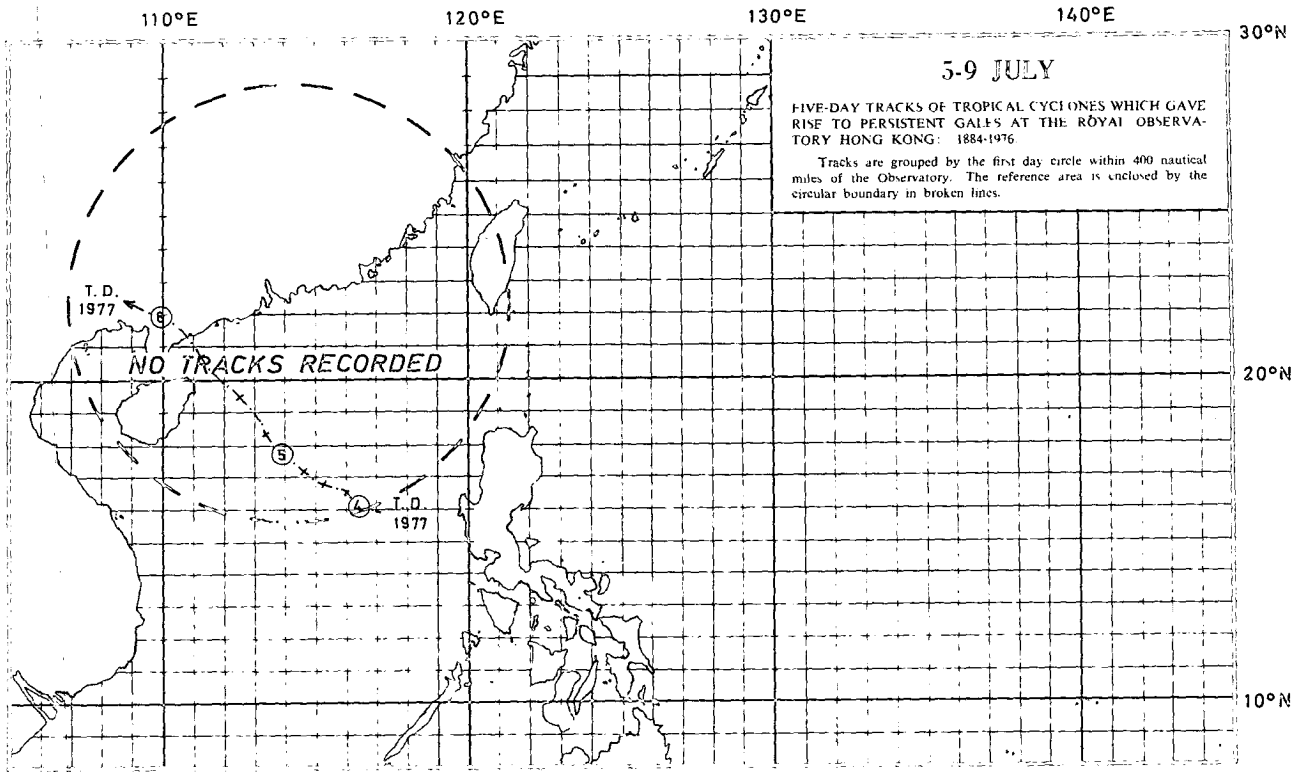 110°E 120°E 130°E 140°E
30°N
5-9 JULY
FIVE-DAY TRACKS OF TROPICAL CYCLONES WHICH GAVE
RISE TO PERSISTENT GALES AT THE ROYAL OBSERVA-
TORY HONG KONG: 1884-1976
Tracks are grouped by the first day circle within 400 nautical
miles of the Observatory. The reference area is enclosed by the
circular boundary in broken lines.
T.D.
1977
6
NO TRACKS RECORDED
20°N
5
4
T.D.
1977
10°N